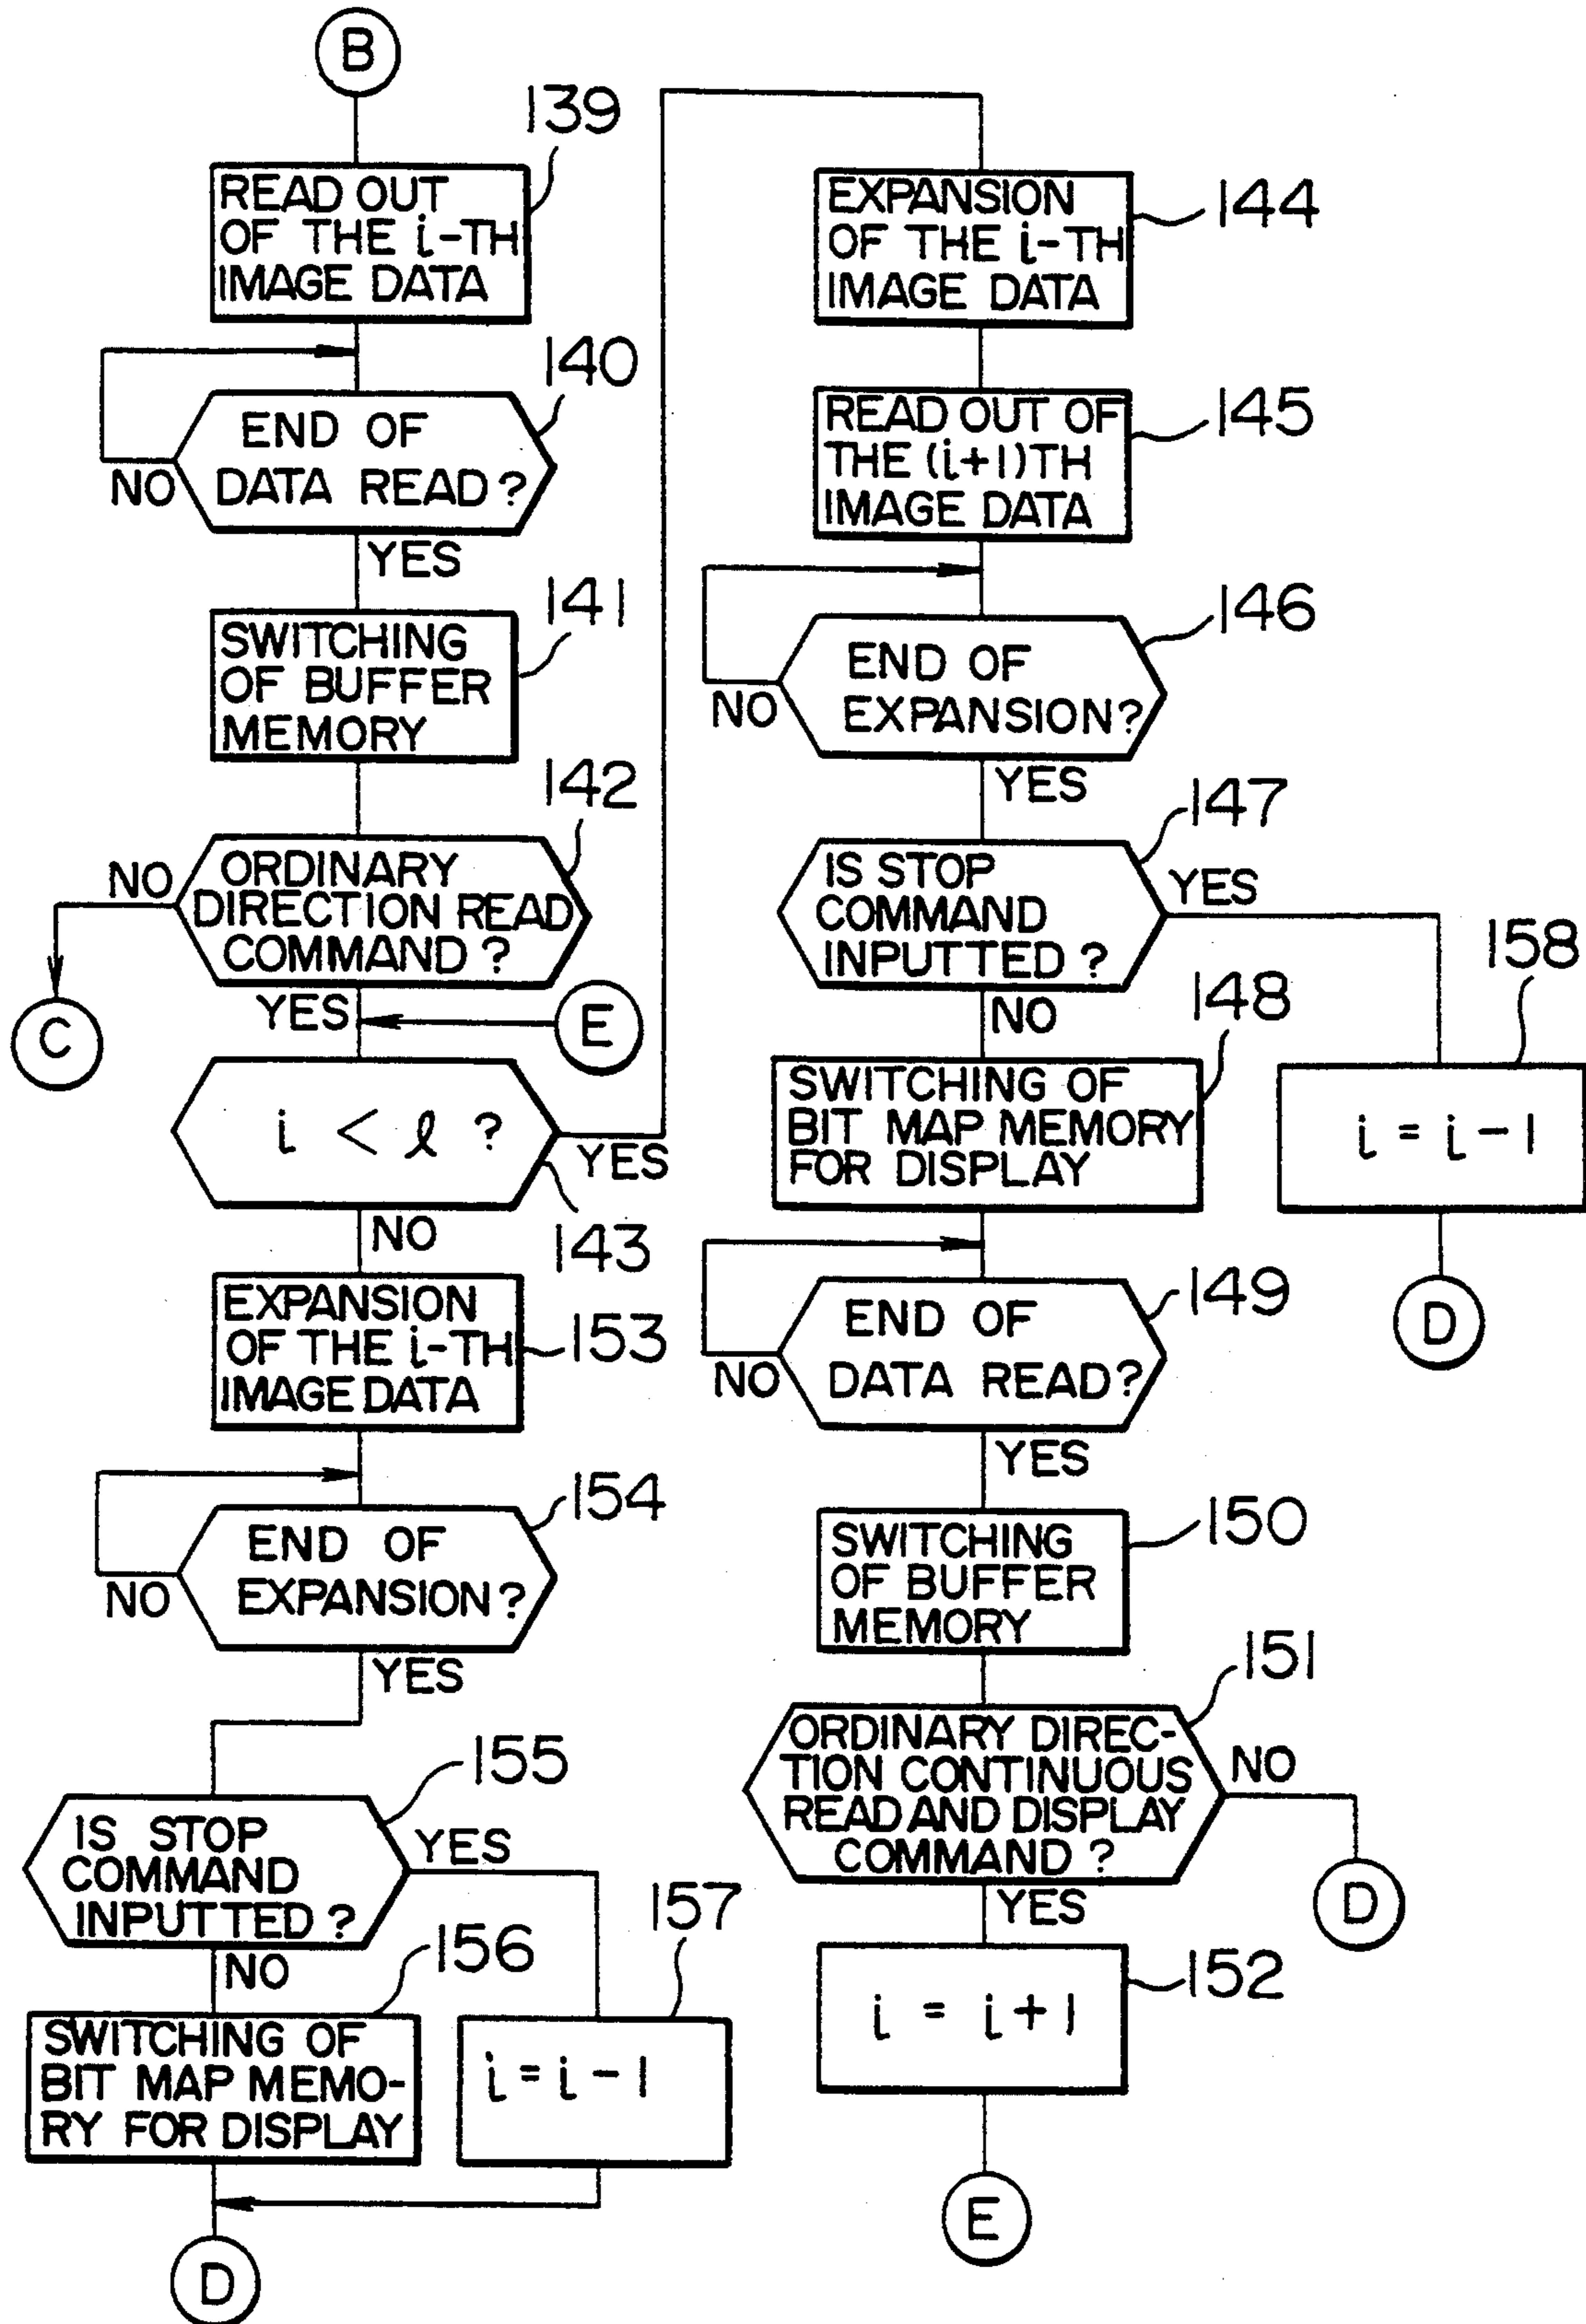 B
139
READ OUT
OF THE i-TH
IMAGE DATA
140
END OF
DATA READ?
NO
YES
141
SWITCHING
OF BUFFER
MEMORY
142
ORDINARY
DIRECTION READ
COMMAND?
NO
C
YES
E
i < ℓ ?
YES
143
NO
EXPANSION
OF THE i-TH
IMAGE DATA
153
154
END OF
EXPANSION?
NO
YES
155
IS STOP
COMMAND
INPUTTED?
YES
NO
156
157
SWITCHING OF
BIT MAP MEMO-
RY FOR DISPLAY
i = i - 1
D
EXPANSION
OF THE i-TH
IMAGE DATA
144
READ OUT OF
THE (i+1)TH
IMAGE DATA
145
146
END OF
EXPANSION?
NO
YES
147
IS STOP
COMMAND
INPUTTED?
YES
NO
148
158
SWITCHING OF
BIT MAP MEMORY
FOR DISPLAY
i = i - 1
D
149
END OF
DATA READ?
NO
YES
SWITCHING
OF BUFFER
MEMORY
150
151
ORDINARY DIREC-
TION CONTINUOUS
READ AND DISPLAY
COMMAND?
NO
D
YES
i = i + 1
152
E